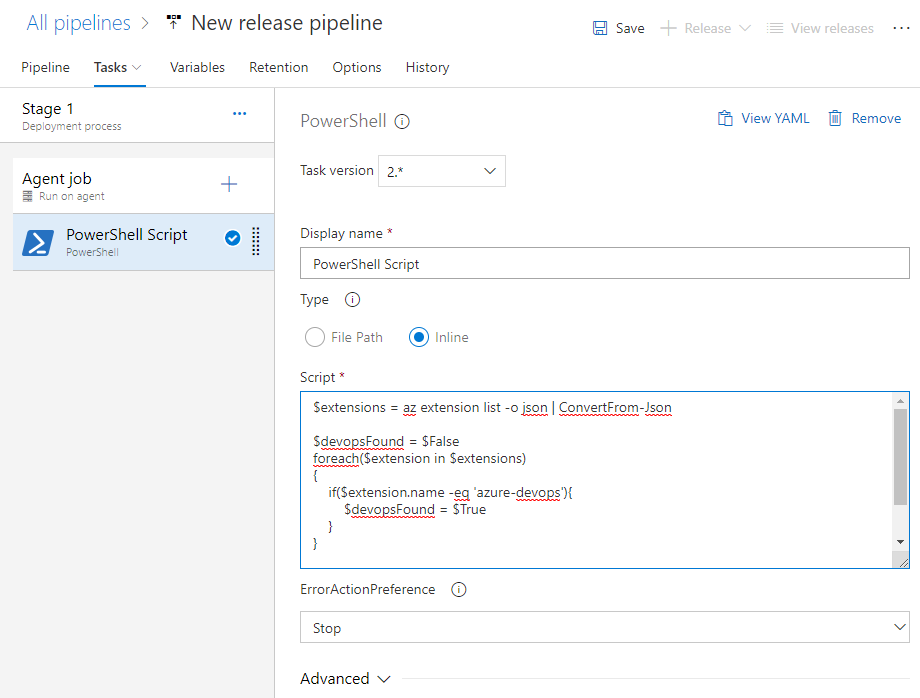 All pipelines > New release pipeline
Save
Release
View releases
...
Pipeline
Tasks
Variables
Retention
Options
History
Stage 1
Deployment process
...
Agent job
Run on agent
PowerShell Script
PowerShell
PowerShell
View YAML
Remove
Task version 2.*
Display name *
PowerShell Script
Type
File Path
Inline
Script *
$extensions = az extension list -o json | ConvertFrom-Json
$devopsFound = $False
foreach($extension in $extensions)
{
if($extension.name -eq 'azure-devops'){
$devopsFound = $True
}
}
ErrorActionPreference
Stop
Advanced